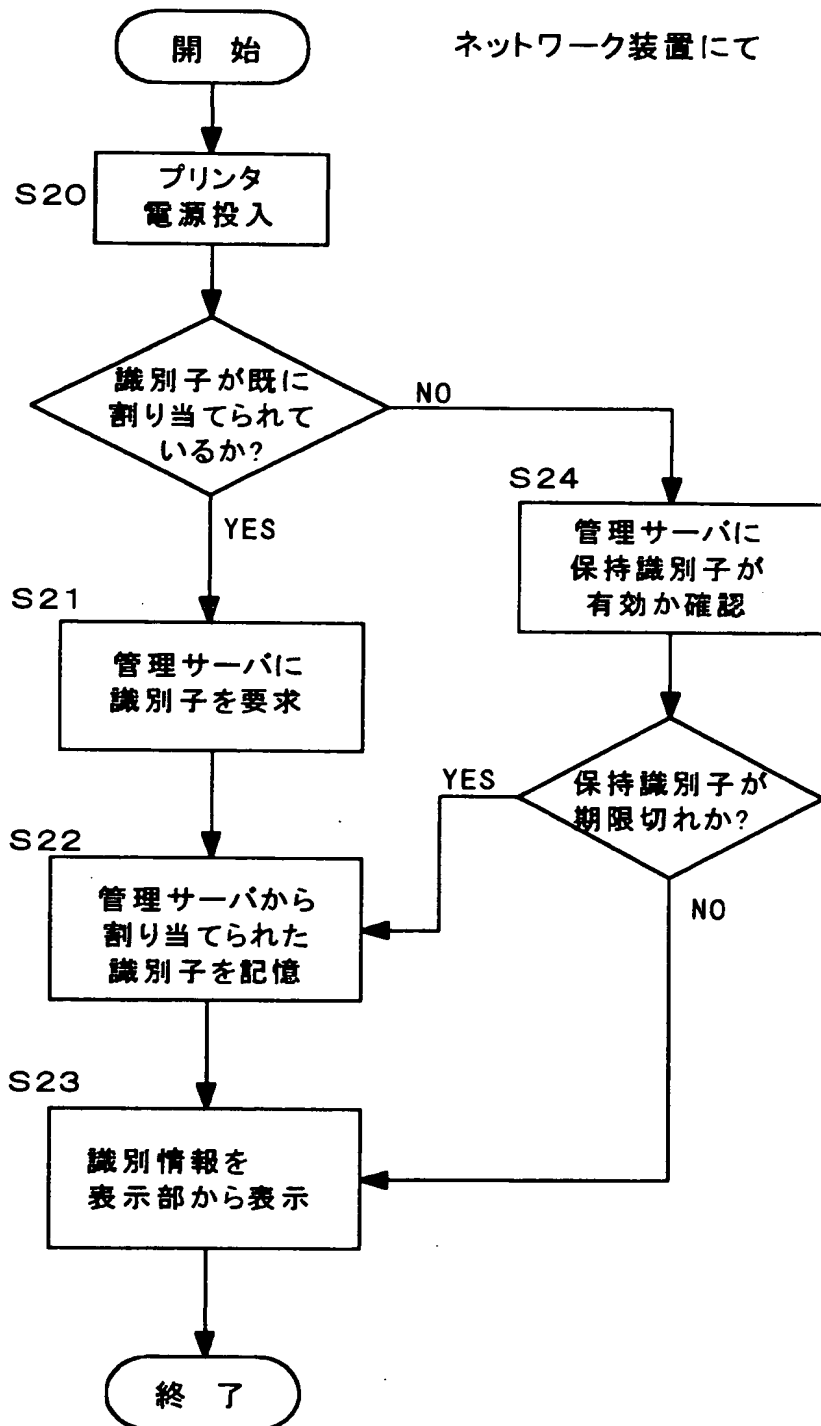 開 始
ネットワーク装置にて
S20
プリンタ
電源投入
識別子が既に
割り当てられて
いるか?
NO
YES
S24
管理サーバに
保持識別子が
有効か確認
S21
管理サーバに
識別子を要求
保持識別子が
期限切れか?
YES
NO
S22
管理サーバから
割り当てられた
識別子を記憶
S23
識別情報を
表示部から表示
終 了